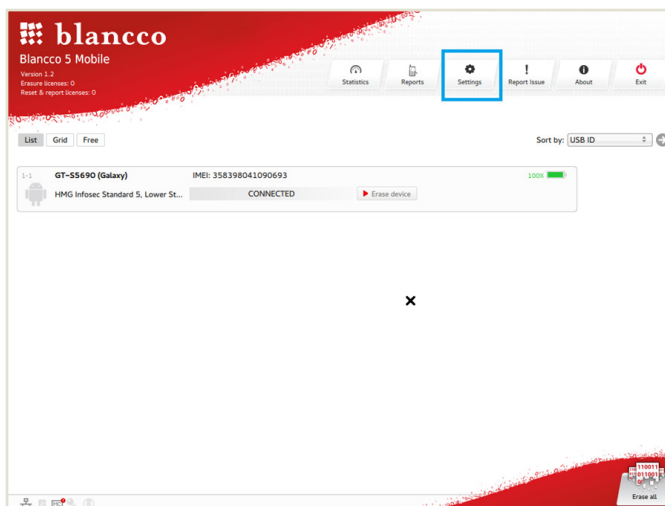 blancco
Blancco 5 Mobile
Version 1.2
Erasure licenses: 0
Reset & report licenses: 0
Statistics
Reports
Settings
Report Issue
About
Exit
List Grid Free
Sort by: USB ID
1-1 GT-S5690 (Galaxy) IMEI: 358398041090693 100%
HMG Infosec Standard 5, Lower St... CONNECTED Erase device
110011
011001
Erase all